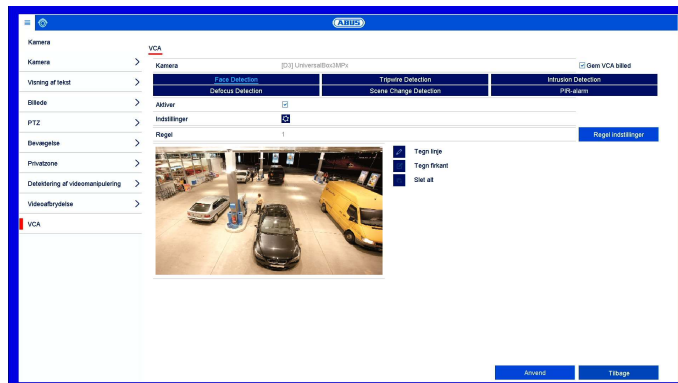 ABUS
Kamera
VCA
Kamera
Visning af tekst
Billede
PTZ
Bevægelse
Privatzone
Detektering af videomanipulering
Videoafbrydelse
VCA
Kamera [D3] UniversalBox3MPx Gem VCA billed
Face Detection Tripwire Detection Intrusion Detection
Defocus Detection Scene Change Detection PIR-alarm
Aktiver
Indstillinger
Regel 1 Regel indstillinger
Tegn linje
Tegn firkant
Slet alt
Anvend Tilbage